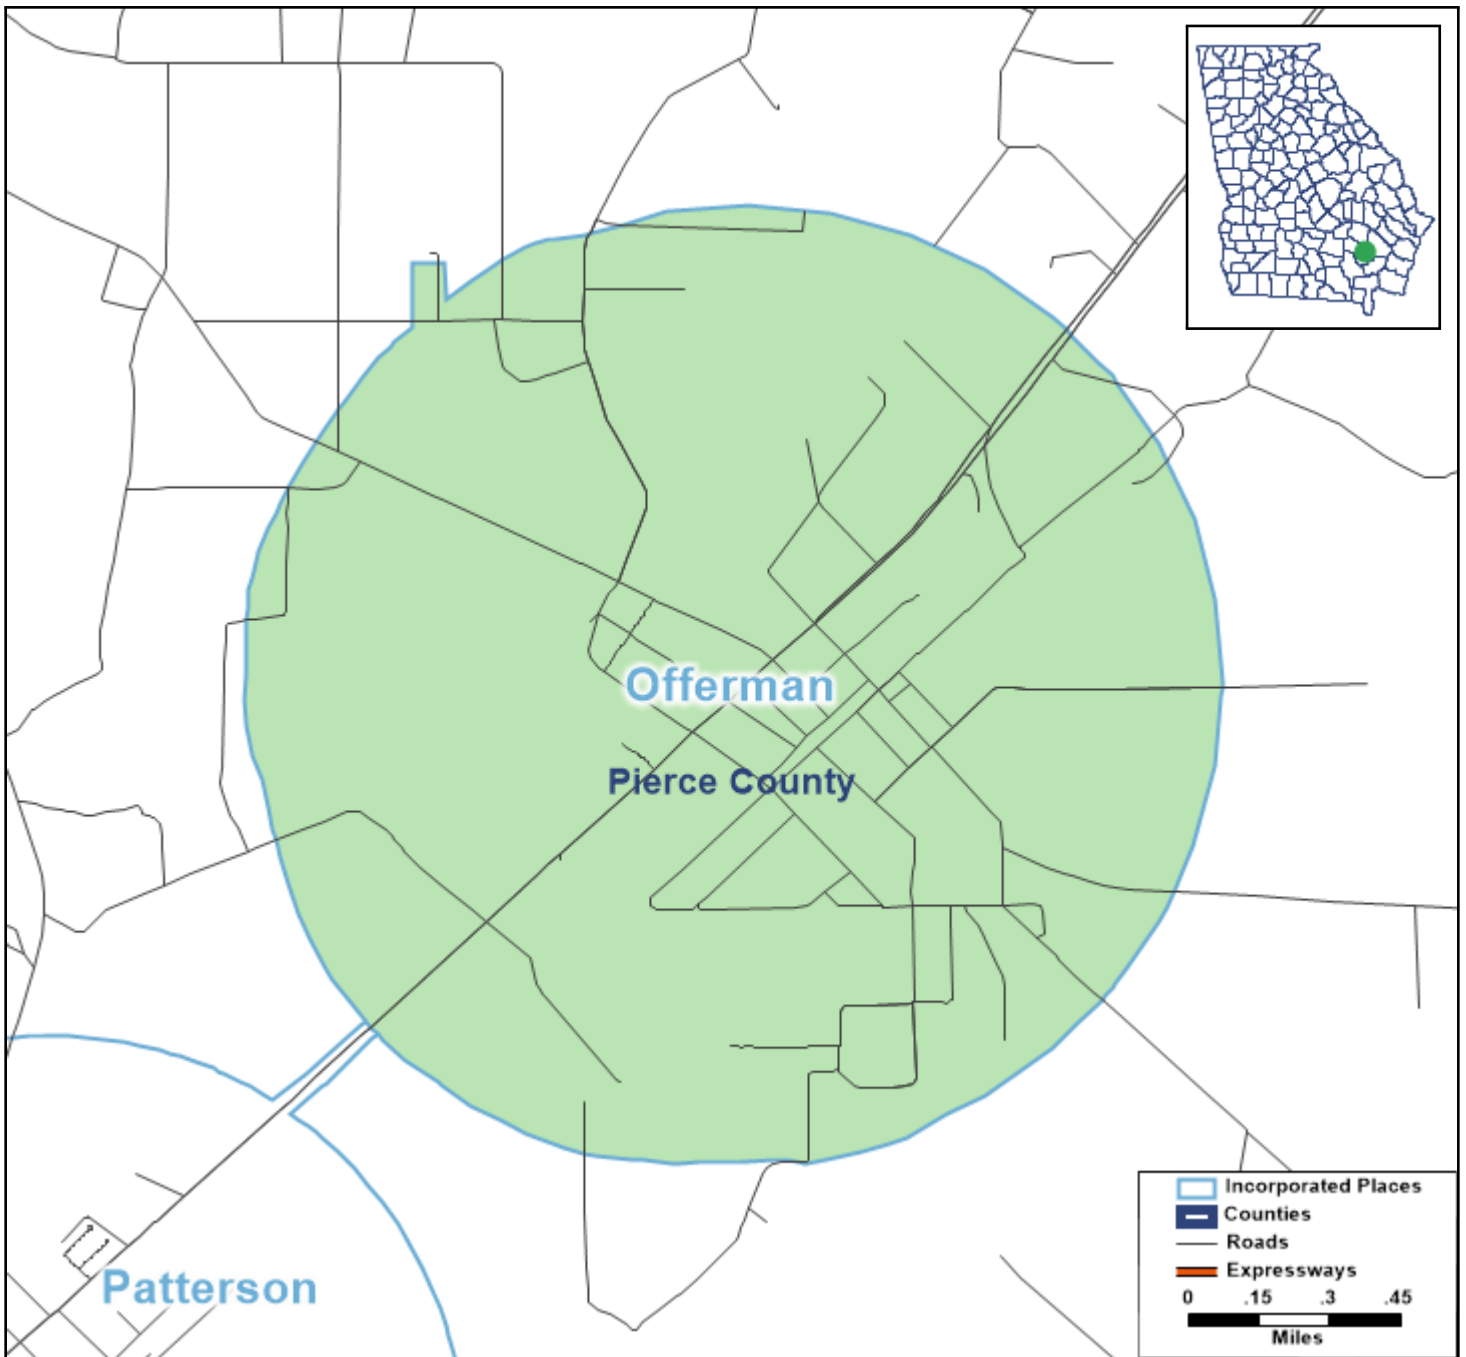 Offerman
Pierce County
Patterson
Incorporated Places
Counties
Roads
Expressways
0 .15 .3 .45
Miles